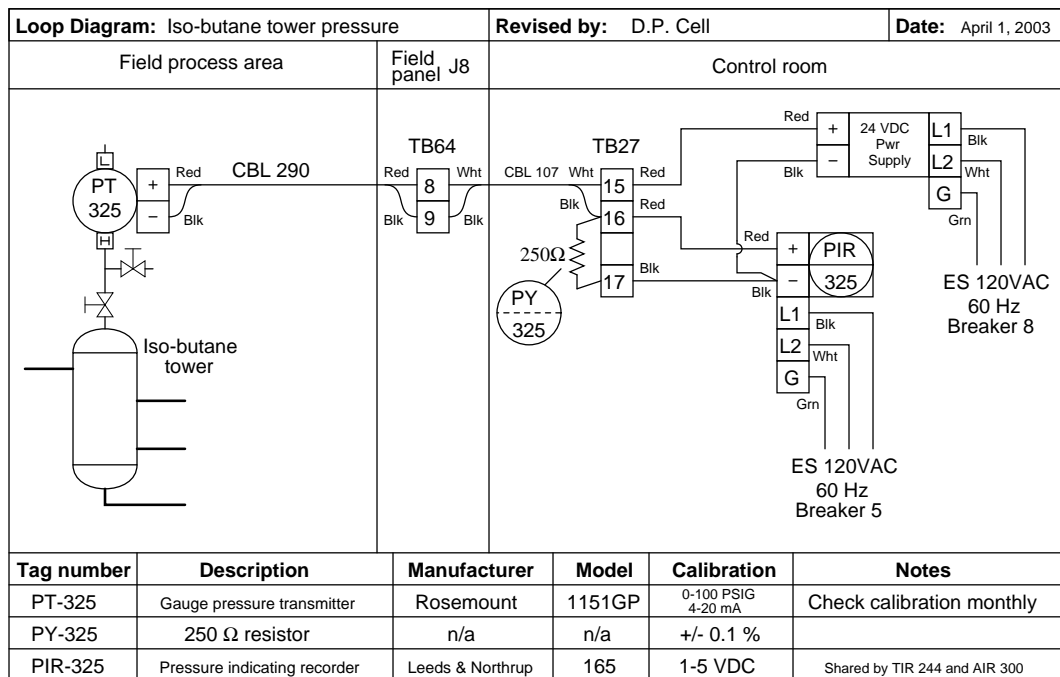 Loop Diagram: Iso-butane tower pressure
Revised by: D.P. Cell
Date: April 1, 2003
Field process area
Field panel J8
Control room
L
PT
325
H
+
−
Red
Blk
CBL 290
TB64
Red
Blk
8
9
Wht
Blk
CBL 107
Wht
Blk
TB27
15
16
17
Red
Red
Blk
250Ω
PY
325
Red
Blk
+
−
24 VDC
Pwr
Supply
L1
L2
G
Blk
Wht
Grn
ES 120VAC
60 Hz
Breaker 8
Red
Blk
+
−
PIR
325
L1
L2
G
Blk
Wht
Grn
ES 120VAC
60 Hz
Breaker 5
Iso-butane
tower
Tag number Description Manufacturer Model Calibration Notes
PT-325 Gauge pressure transmitter Rosemount 1151GP 0-100 PSIG 4-20 mA Check calibration monthly
PY-325 250 Ω resistor n/a n/a +/- 0.1 %
PIR-325 Pressure indicating recorder Leeds & Northrup 165 1-5 VDC Shared by TIR 244 and AIR 300